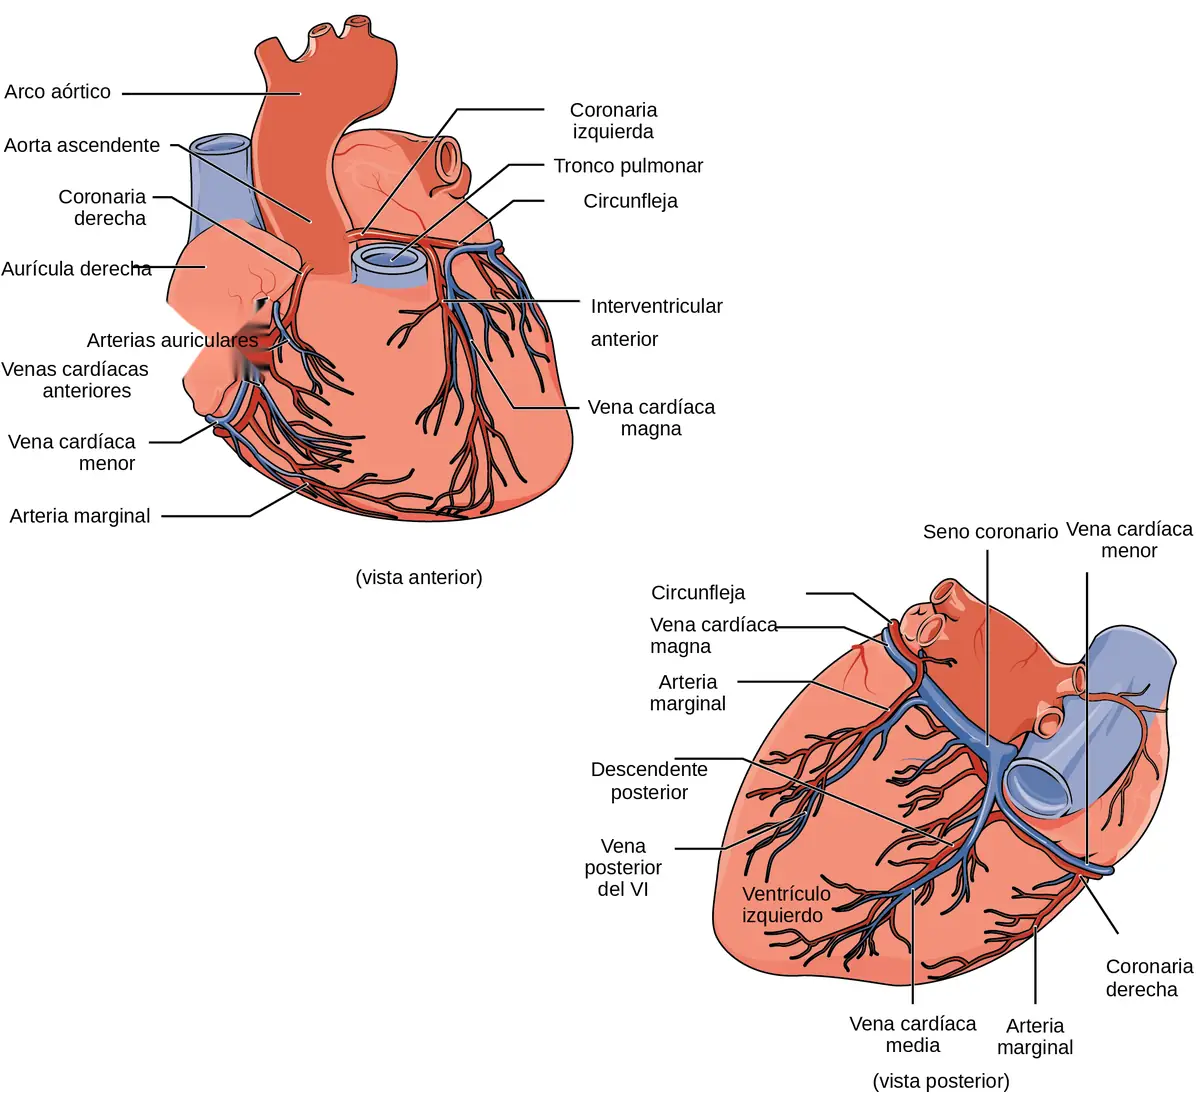 Arco aórtico
Aorta ascendente
Coronaria
derecha
Aurícula derecha
Arterias auriculares
Venas cardíacas
anteriores
Vena cardíaca
menor
Arteria marginal
Coronaria
izquierda
Tronco pulmonar
Circunfleja
Interventricular
anterior
Vena cardíaca
magna
(vista anterior)
Seno coronario
Vena cardíaca
menor
Circunfleja
Vena cardíaca
magna
Arteria
marginal
Descendente
posterior
Vena
posterior
del VI
Ventrículo
izquierdo
Coronaria
derecha
Vena cardíaca
media
Arteria
marginal
(vista posterior)